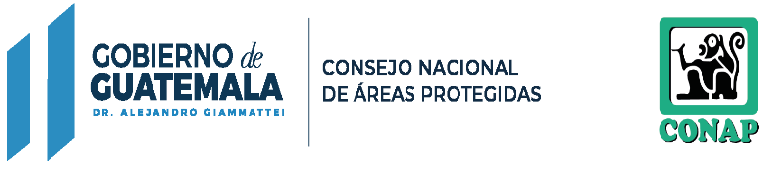 GOBIERNO de
GUATEMALA
DR. ALEJANDRO GIAMMATTEI
CONSEJO NACIONAL
DE ÁREAS PROTEGIDAS
CONAP